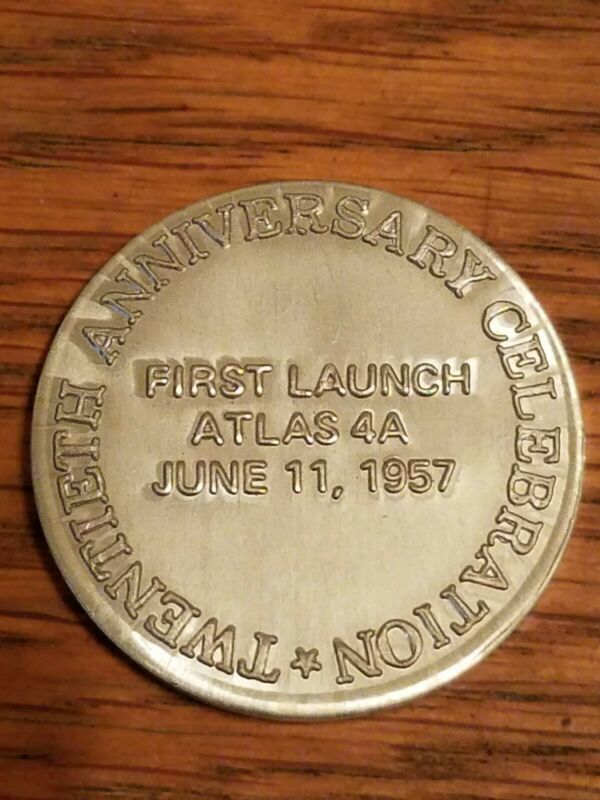 TWENTIETH ANNIVERSARY CELEBRATION
FIRST LAUNCH
ATLAS 4A
JUNE 11, 1957